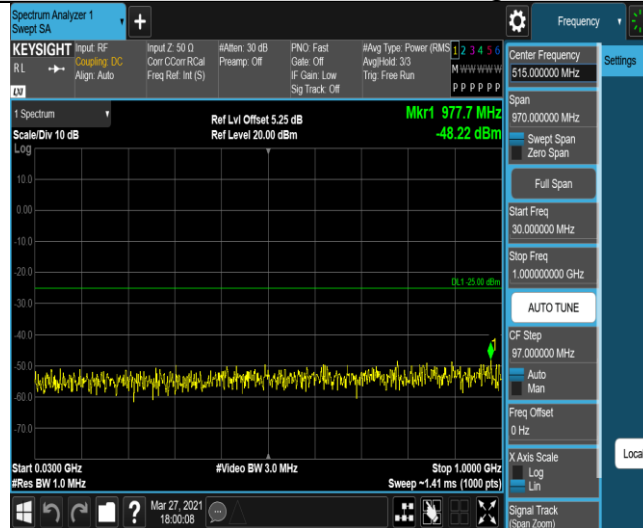 Spectrum Analyzer 1
Swept SA
Frequency
KEYSIGHT
RL
LXI
Input: RF
Coupling: DC
Align: Auto
Input Z: 50 Ω
Corr CCorr RCal
Freq Ref: Int (S)
#Atten: 30 dB
Preamp: Off
PNO: Fast
Gate: Off
IF Gain: Low
Sig Track: Off
#Avg Type: Power (RMS
Avg|Hold: 3/3
Trig: Free Run
1 2 3 4 5 6
M W W W W W
P P P P P P
1 Spectrum
Scale/Div 10 dB
Ref Lvl Offset 5.25 dB
Ref Level 20.00 dBm
Mkr1 977.7 MHz
-48.22 dBm
Log
10.0
0.00
-10.0
-20.0
DL1 -25.00 dBm
-30.0
1
-40.0
-50.0
-60.0
-70.0
Start 0.0300 GHz
#Res BW 1.0 MHz
#Video BW 3.0 MHz
Stop 1.0000 GHz
Sweep ~1.41 ms (1000 pts)
Mar 27, 2021
18:00:08
?
Center Frequency
515.000000 MHz
Settings
Span
970.000000 MHz
Swept Span
Zero Span
Full Span
Start Freq
30.000000 MHz
Stop Freq
1.000000000 GHz
AUTO TUNE
CF Step
97.000000 MHz
Auto
Man
Freq Offset
0 Hz
X Axis Scale
Log
Lin
Loca
Signal Track
(Span Zoom)